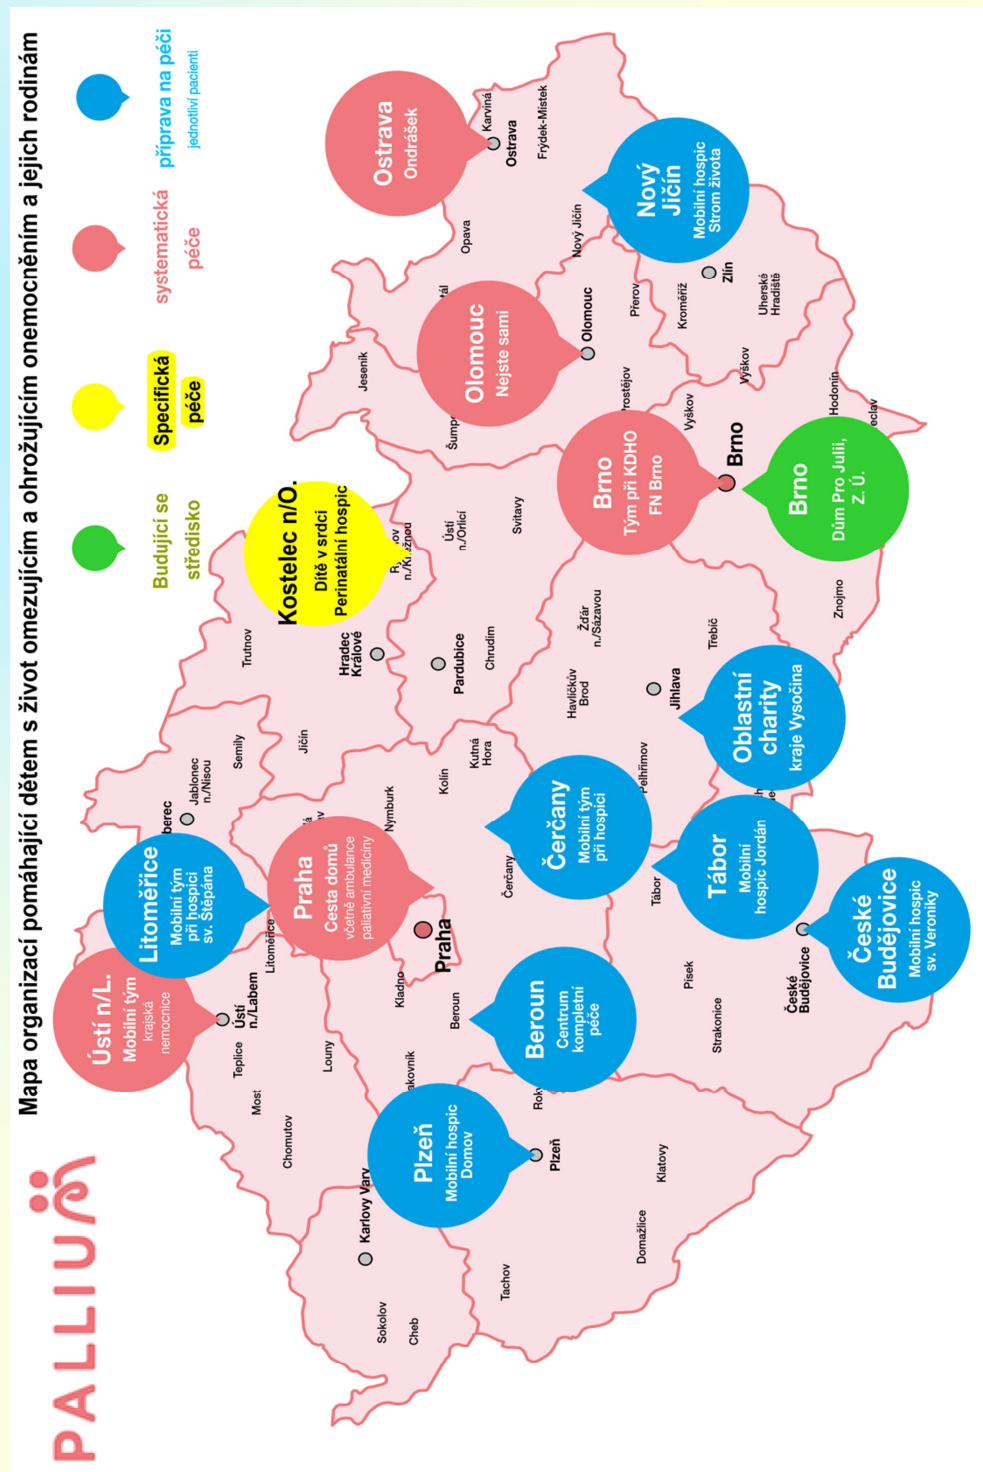 PALLIUM
Mapa organizací pomáhající dětem s život omezujícím a ohrožujícím onemocněním a jejich rodinám
Budující se
středisko
Specifická
péče
systematická
péče
příprava na péči
jednotliví pacienti
Ústí n/L.
Mobilní tým
krajská
nemocnice
Litoměřice
Mobilní tým
při hospici
sv. Štěpána
Praha
Cesta domů
včetně ambulance
paliativní medicíny
Kostelec n/O.
Dítě v srdci
Perinatální hospic
Olomouc
Nejste sami
Ostrava
Ondrášek
Nový
Jičín
Mobilní hospic
Strom života
Plzeň
Mobilní hospic
Domov
Beroun
Centrum
kompletní
péče
Čerčany
Mobilní tým
při hospici
Brno
Tým při KDHO
FN Brno
Brno
Dům Pro Julii,
Z. Ú.
Tábor
Mobilní
hospic Jordán
Oblastní
charity
kraje Vysočina
České
Budějovice
Mobilní hospic
sv. Veroniky
Jablonec
n./Nisou
Semily
Trutnov
Jičín
Ústí
n./Labem
Teplice
Most
Litoměřice
Chomutov
Louny
Karlovy Vary
Sokolov
Cheb
Kladno
Praha
Beroun
Nymburk
Kolín
Kutná
Hora
Hradec
Králové
Pardubice
Chrudim
Ústí
n./Orlicí
Svitavy
Jeseník
Opava
Karviná
Ostrava
Frýdek-Místek
Nový Jičín
Olomouc
Přerov
Kroměříž
Zlín
Uherské
Hradiště
Vyškov
Vyškov
Hodonín
Brno
Znojmo
Třebíč
Jihlava
Žďár
n./Sázavou
Havlíčkův
Brod
Pelhřimov
Čerčany
Tábor
Písek
Strakonice
České
Budějovice
Plzeň
Klatovy
Domažlice
Tachov